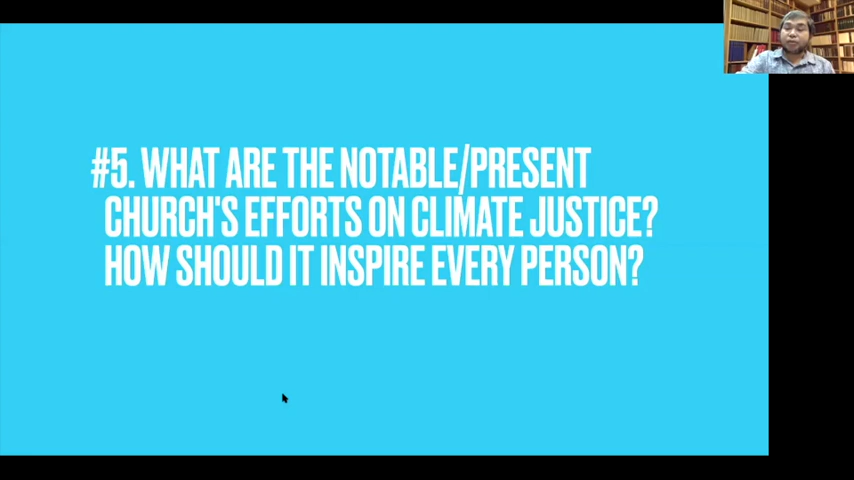 #5. WHAT ARE THE NOTABLE/PRESENT
CHURCH'S EFFORTS ON CLIMATE JUSTICE?
HOW SHOULD IT INSPIRE EVERY PERSON?